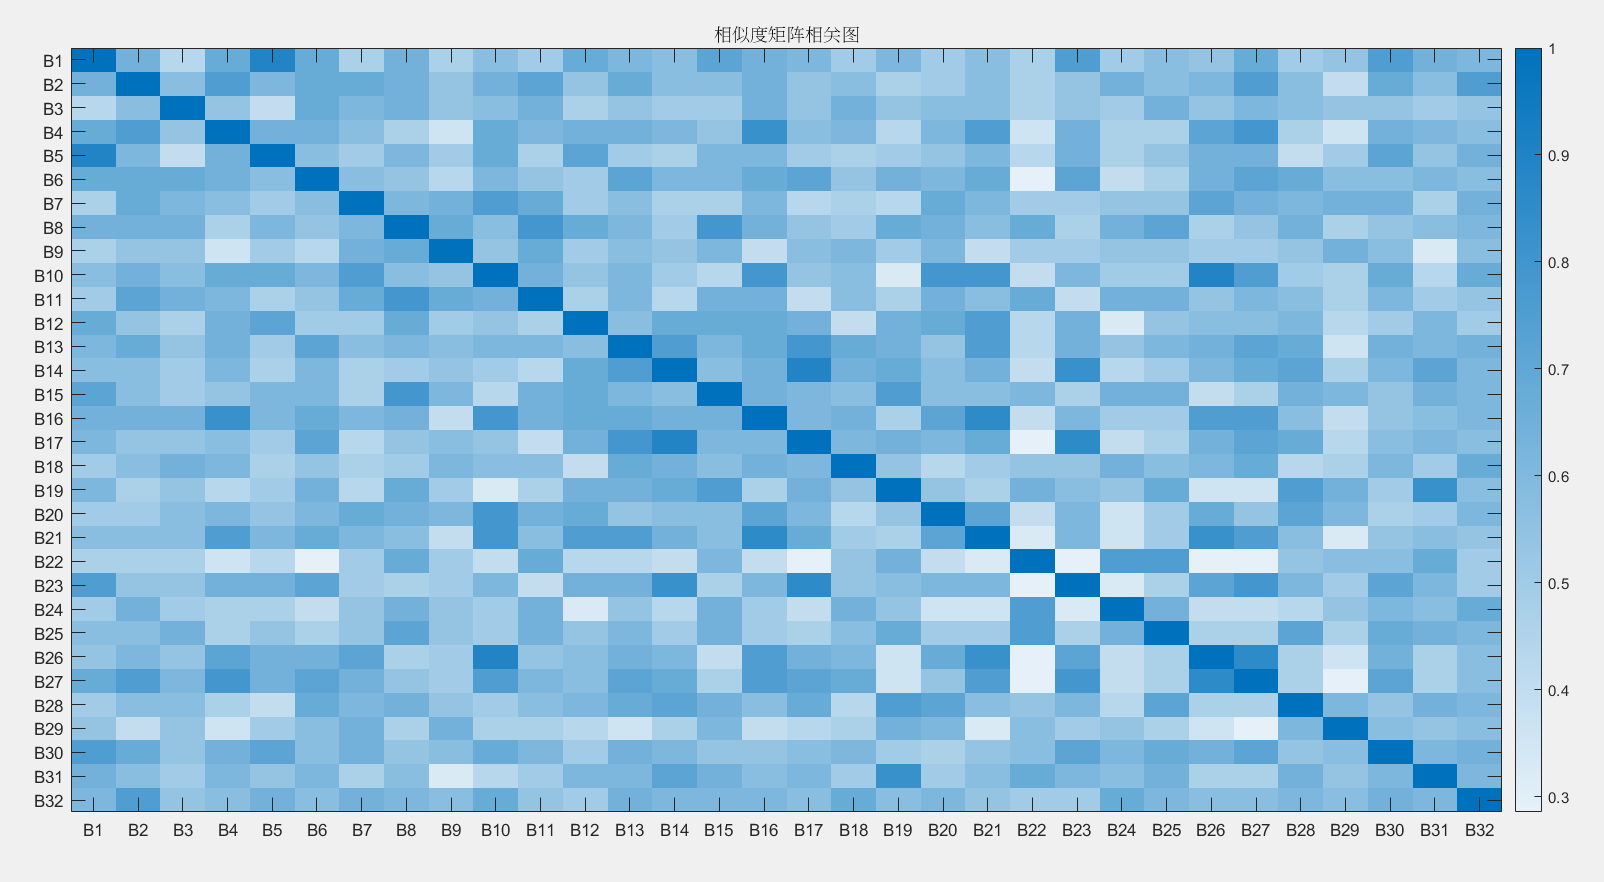 相似度矩阵相关图
B1
B2
B3
B4
B5
B6
B7
B8
B9
B10
B11
B12
B13
B14
B15
B16
B17
B18
B19
B20
B21
B22
B23
B24
B25
B26
B27
B28
B29
B30
B31
B32
B1 B2 B3 B4 B5 B6 B7 B8 B9 B10 B11 B12 B13 B14 B15 B16 B17 B18 B19 B20 B21 B22 B23 B24 B25 B26 B27 B28 B29 B30 B31 B32
1
0.9
0.8
0.7
0.6
0.5
0.4
0.3